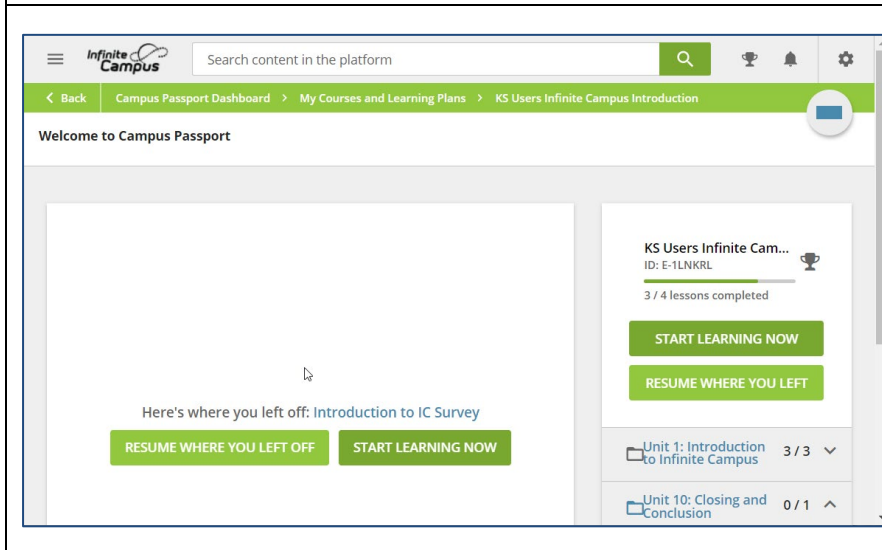 Infinite
Campus
Search content in the platform
Back
Campus Passport Dashboard > My Courses and Learning Plans > KS Users Infinite Campus Introduction
Welcome to Campus Passport
Here's where you left off: Introduction to IC Survey
RESUME WHERE YOU LEFT OFF
START LEARNING NOW
KS Users Infinite Cam...
ID: E-1LNKRL
3 / 4 lessons completed
START LEARNING NOW
RESUME WHERE YOU LEFT
Unit 1: Introduction
to Infinite Campus
3 / 3
Unit 10: Closing and
Conclusion
0 / 1